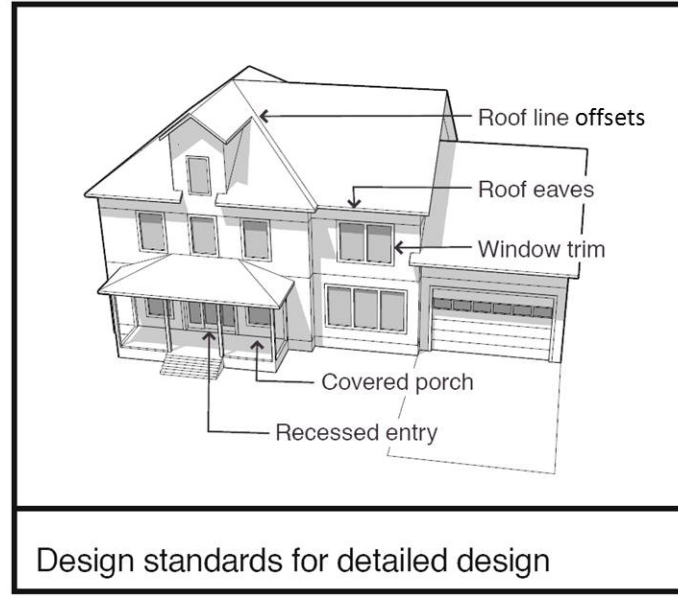 Roof line offsets
Roof eaves
Window trim
Covered porch
Recessed entry
Design standards for detailed design